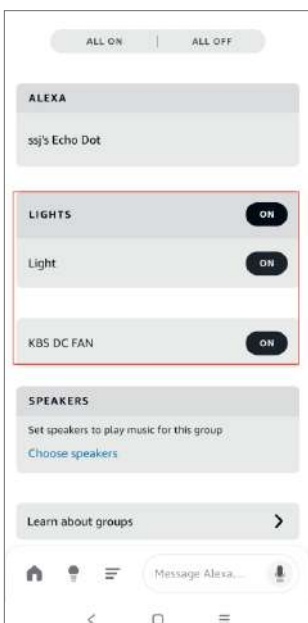 ALL ON | ALL OFF
ALEXA
ssj's Echo Dot
LIGHTS ON
Light ON
KBS DC FAN ON
SPEAKERS
Set speakers to play music for this group
Choose speakers
Learn about groups
Message Alexa...